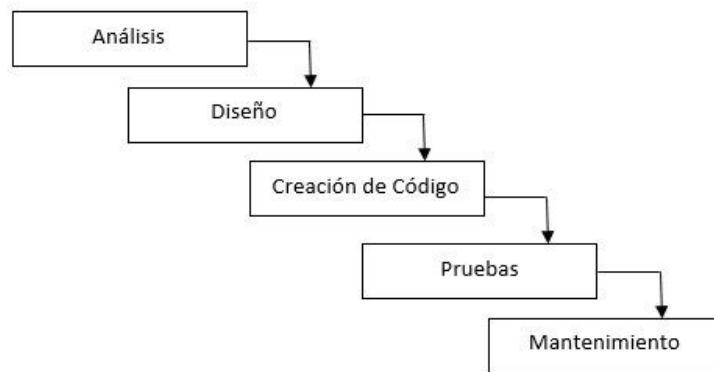 Análisis
Diseño
Creación de Código
Pruebas
Mantenimiento